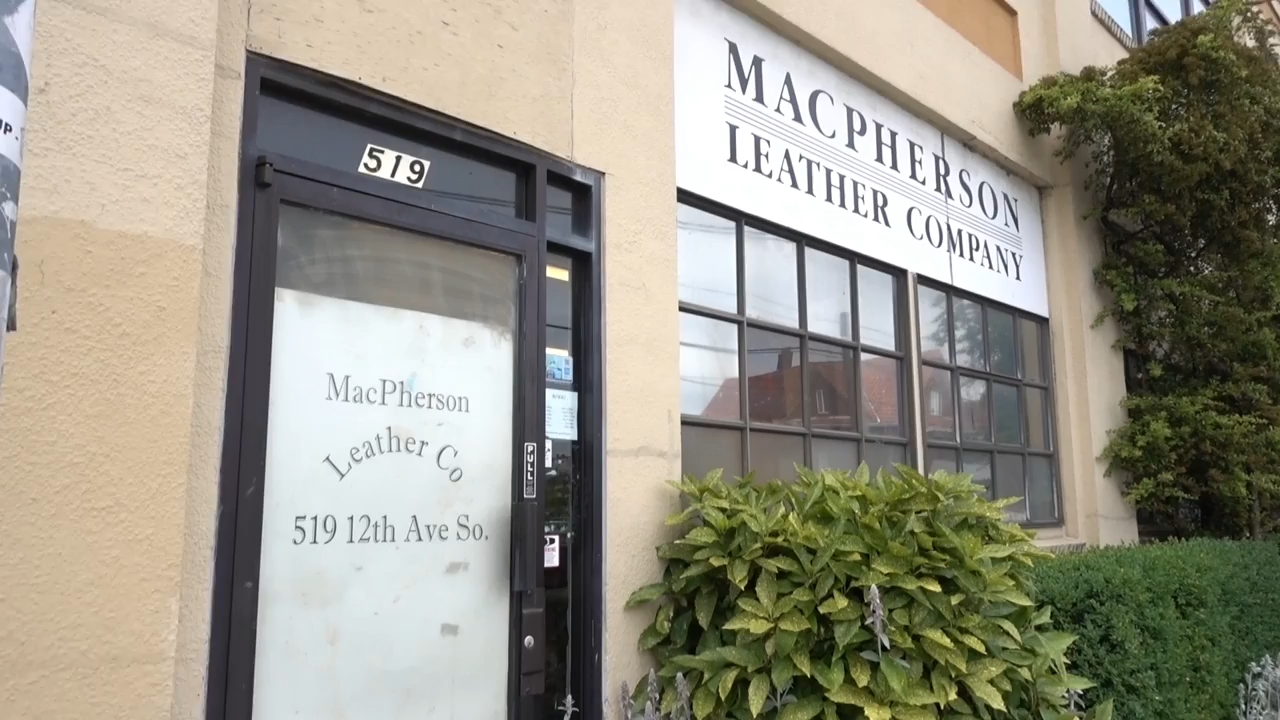 519
MacPherson
Leather Co
519 12th Ave So.
PULL
MACPHERSON
LEATHER COMPANY